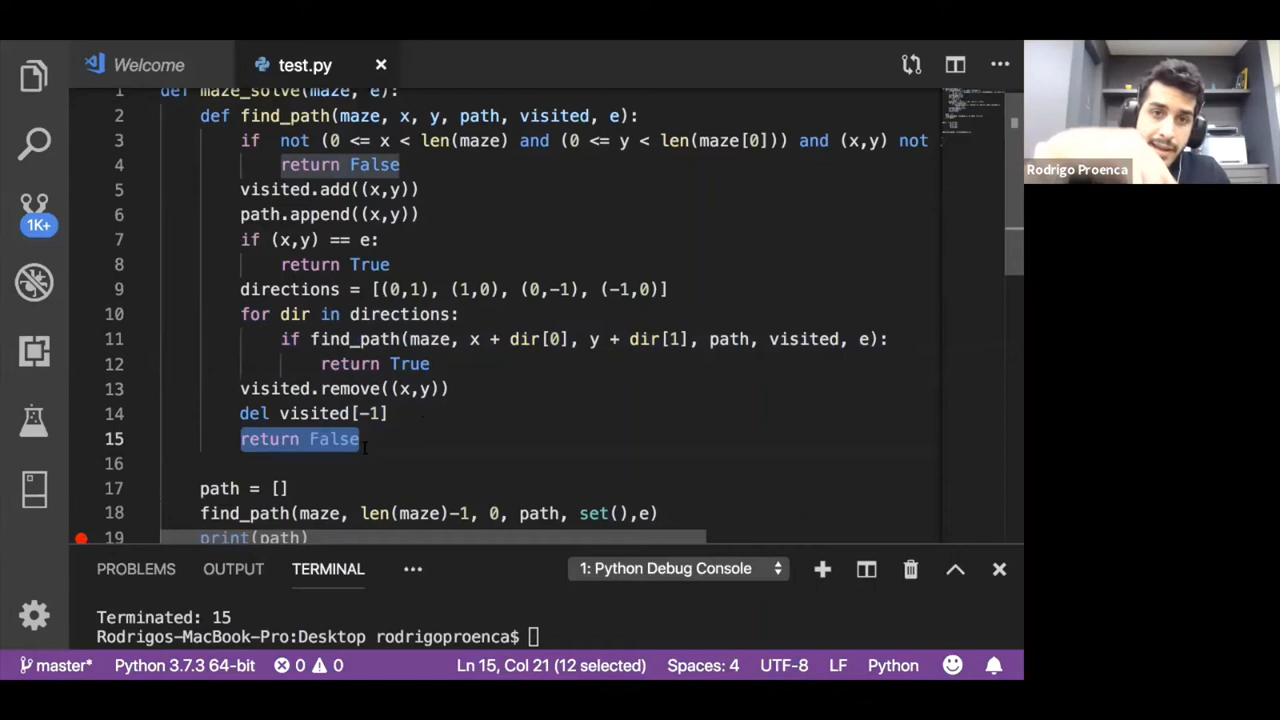 Welcome
test.py
1 def maze_solve(maze, e):
2 def find_path(maze, x, y, path, visited, e):
3 if not (0 <= x < len(maze) and (0 <= y < len(maze[0])) and (x,y) not
4 return False
5 visited.add((x,y))
6 path.append((x,y))
7 if (x,y) == e:
8 return True
9 directions = [(0,1), (1,0), (0,-1), (-1,0)]
10 for dir in directions:
11 if find_path(maze, x + dir[0], y + dir[1], path, visited, e):
12 return True
13 visited.remove((x,y))
14 del visited[-1]
15 return False
16
17 path = []
18 find_path(maze, len(maze)-1, 0, path, set(),e)
19 print(path)
1K+
Rodrigo Proenca
PROBLEMS OUTPUT TERMINAL 1: Python Debug Console
Terminated: 15
Rodrigos-MacBook-Pro:Desktop rodrigoproenca$
master* Python 3.7.3 64-bit 0 0 Ln 15, Col 21 (12 selected) Spaces: 4 UTF-8 LF Python